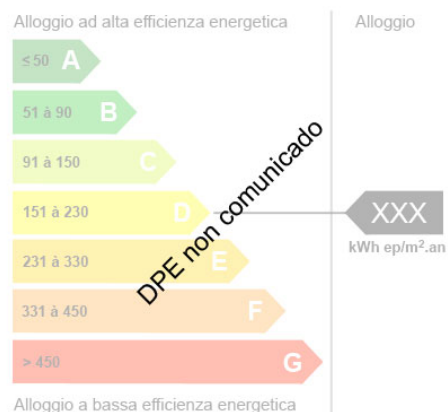 Alloggio ad alta efficienza energetica
Alloggio
≤ 50 A
51 à 90 B
91 à 150 C
151 à 230 D
XXX
kWh ep/m².an
231 à 330 E
331 à 450 F
> 450 G
Alloggio a bassa efficienza energetica
DPE non comunicado